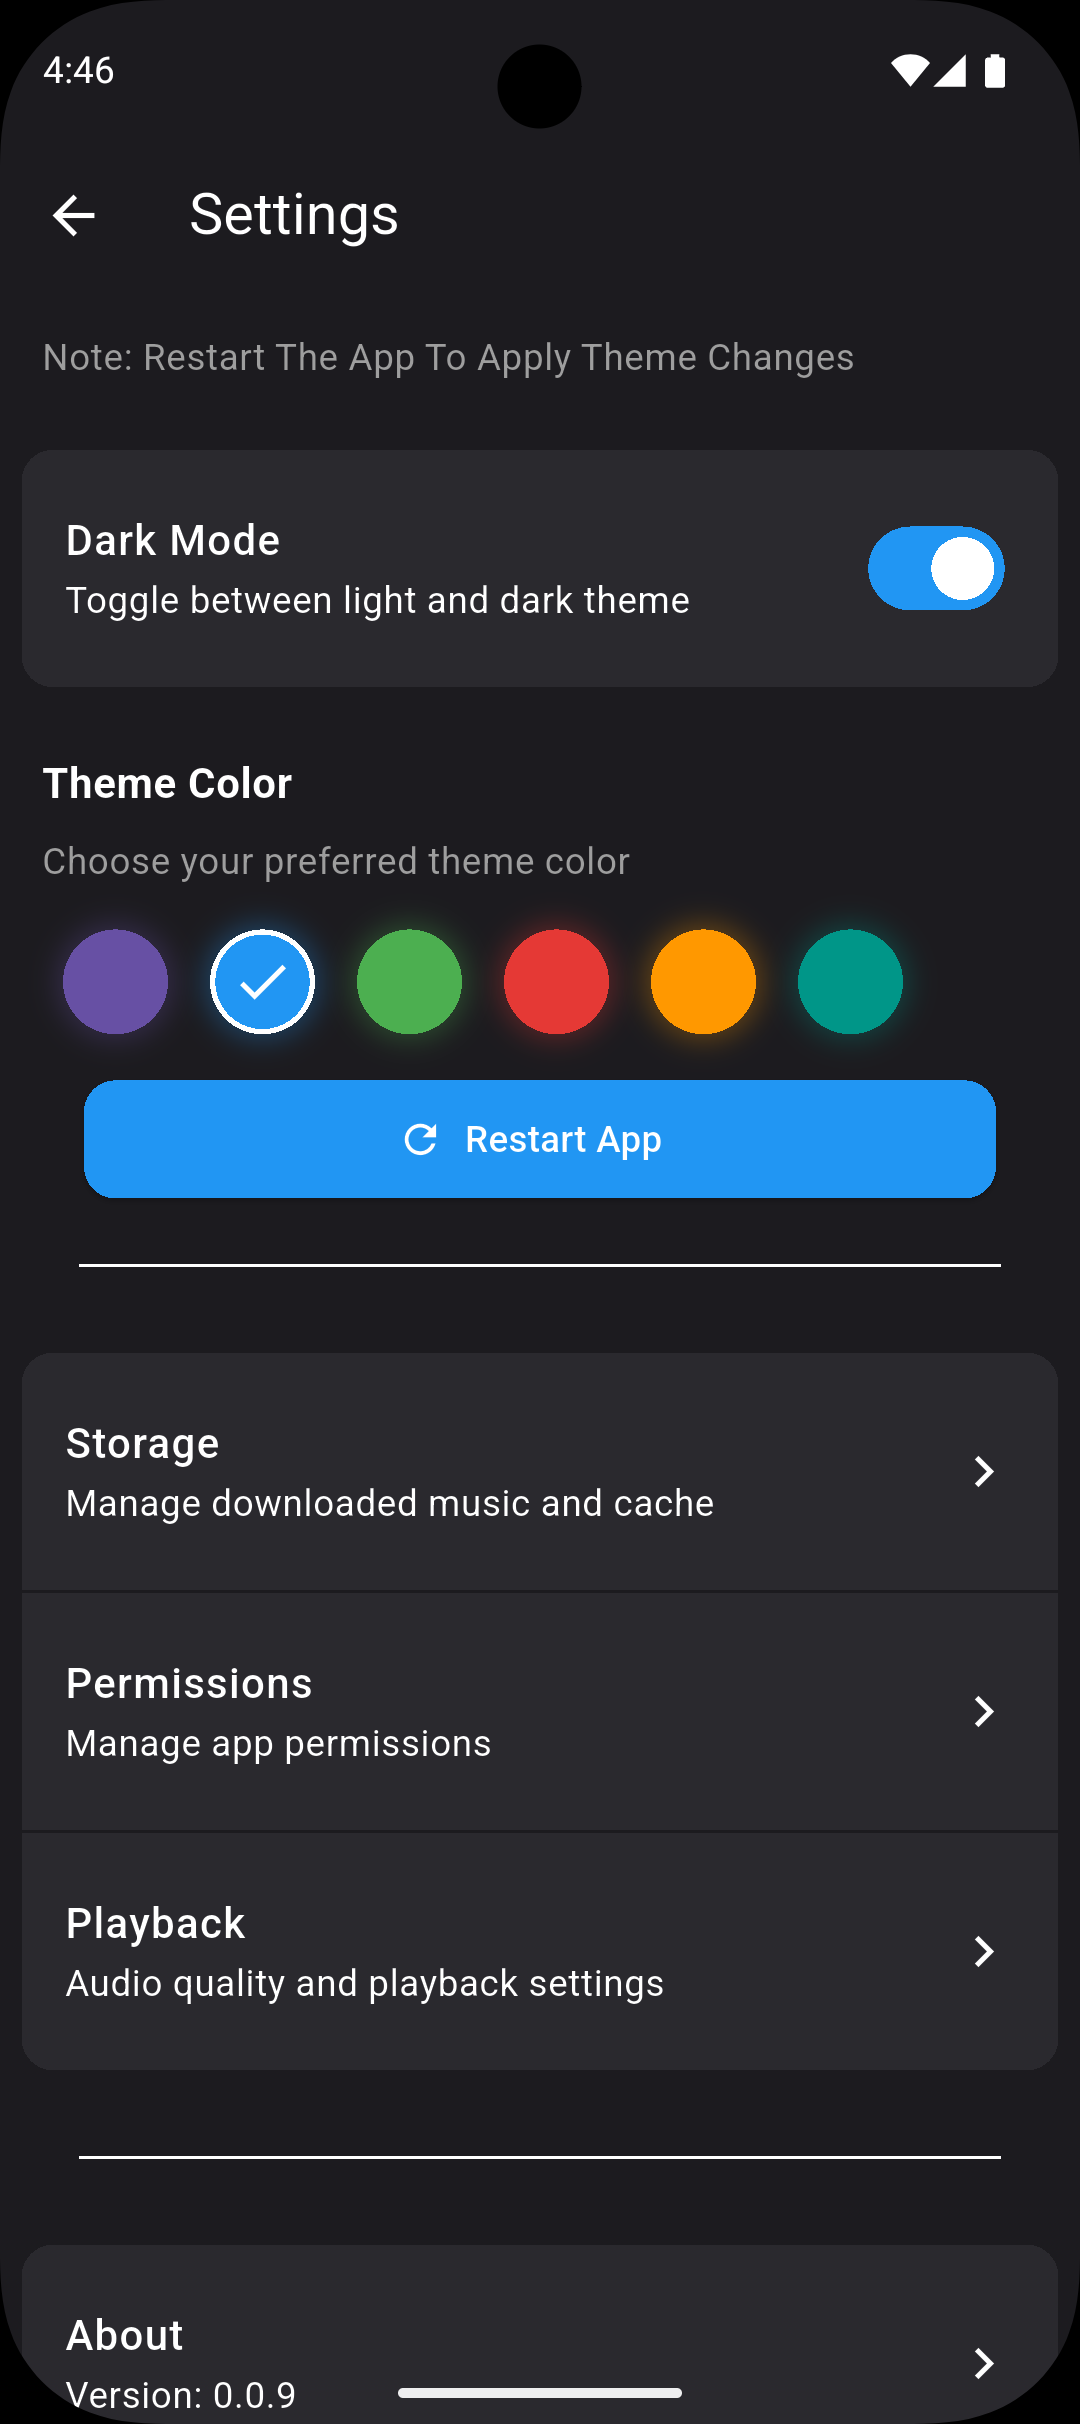 4:46
Settings
Note: Restart The App To Apply Theme Changes
Dark Mode
Toggle between light and dark theme
Theme Color
Choose your preferred theme color
Restart App
Storage
Manage downloaded music and cache
Permissions
Manage app permissions
Playback
Audio quality and playback settings
About
Version: 0.0.9